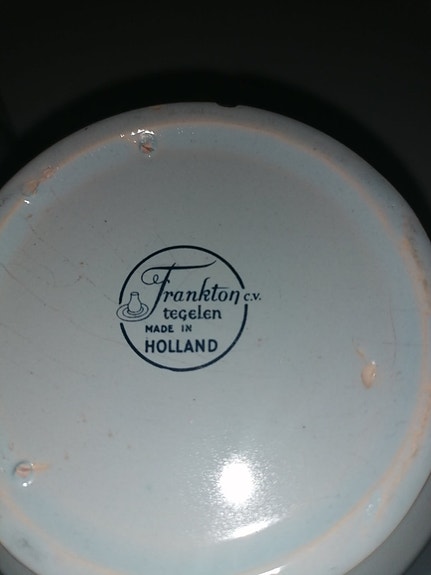 Frankton c.v.
tegelen
MADE IN
HOLLAND